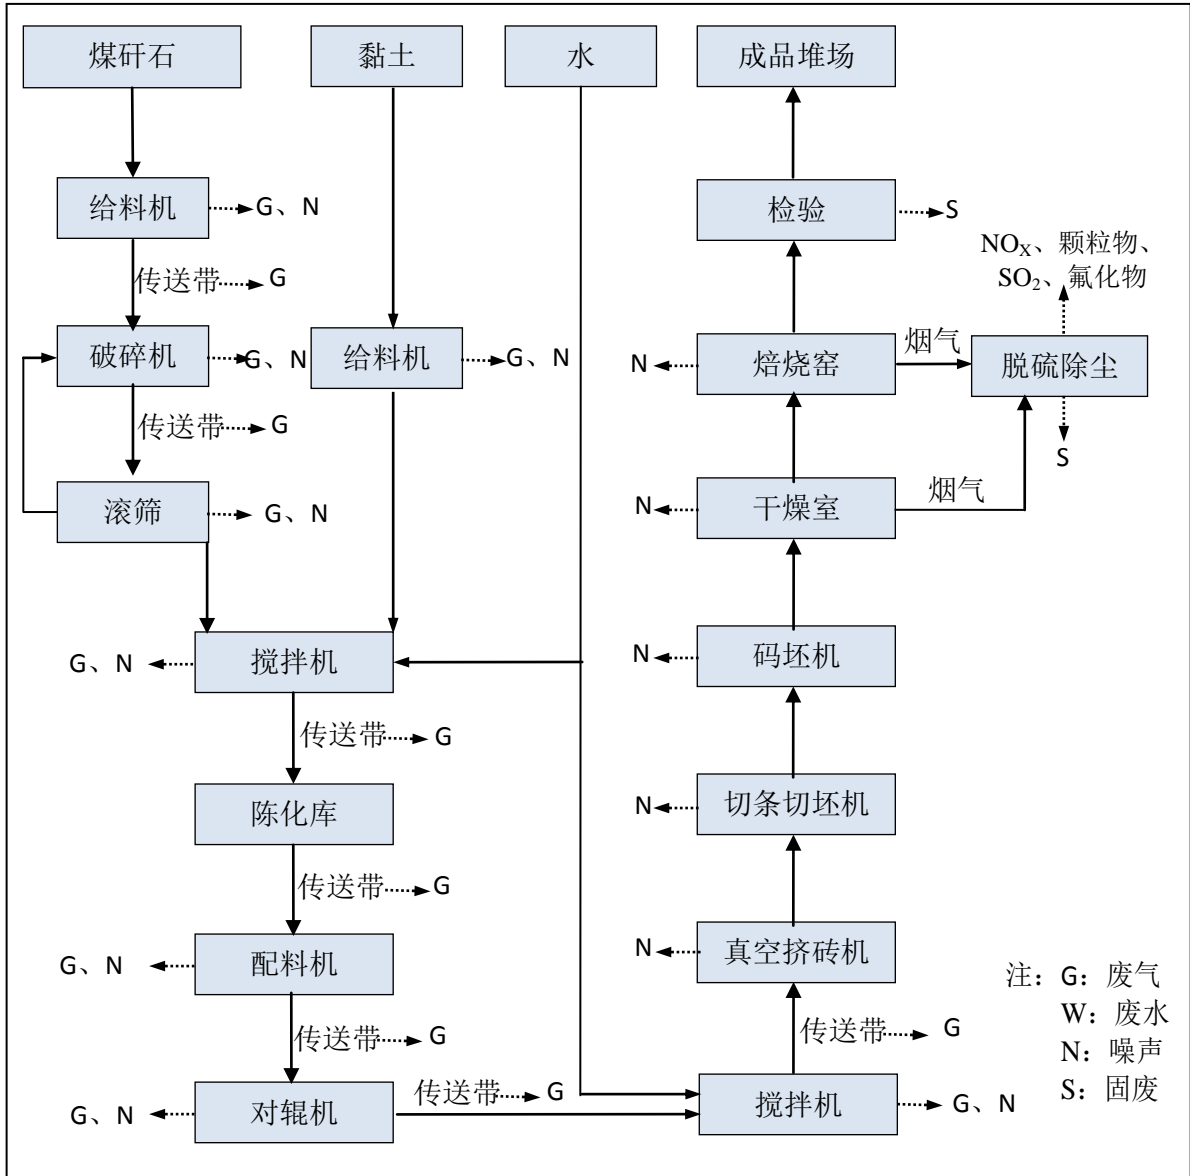 煤矸石
黏土
水
成品堆场
给料机
G、N
检验
S
传送带
G
NOX、颗粒物、
SO2、氟化物
破碎机
G、N
给料机
G、N
N
焙烧窑
烟气
脱硫除尘
传送带
G
S
滚筛
G、N
N
干燥室
烟气
G、N
搅拌机
N
码坯机
传送带
G
陈化库
N
切条切坯机
传送带
G
G、N
配料机
N
真空挤砖机
传送带
G
传送带
G
G、N
对辊机
传送带
G
搅拌机
G、N
注：G：废气
W：废水
N：噪声
S：固废